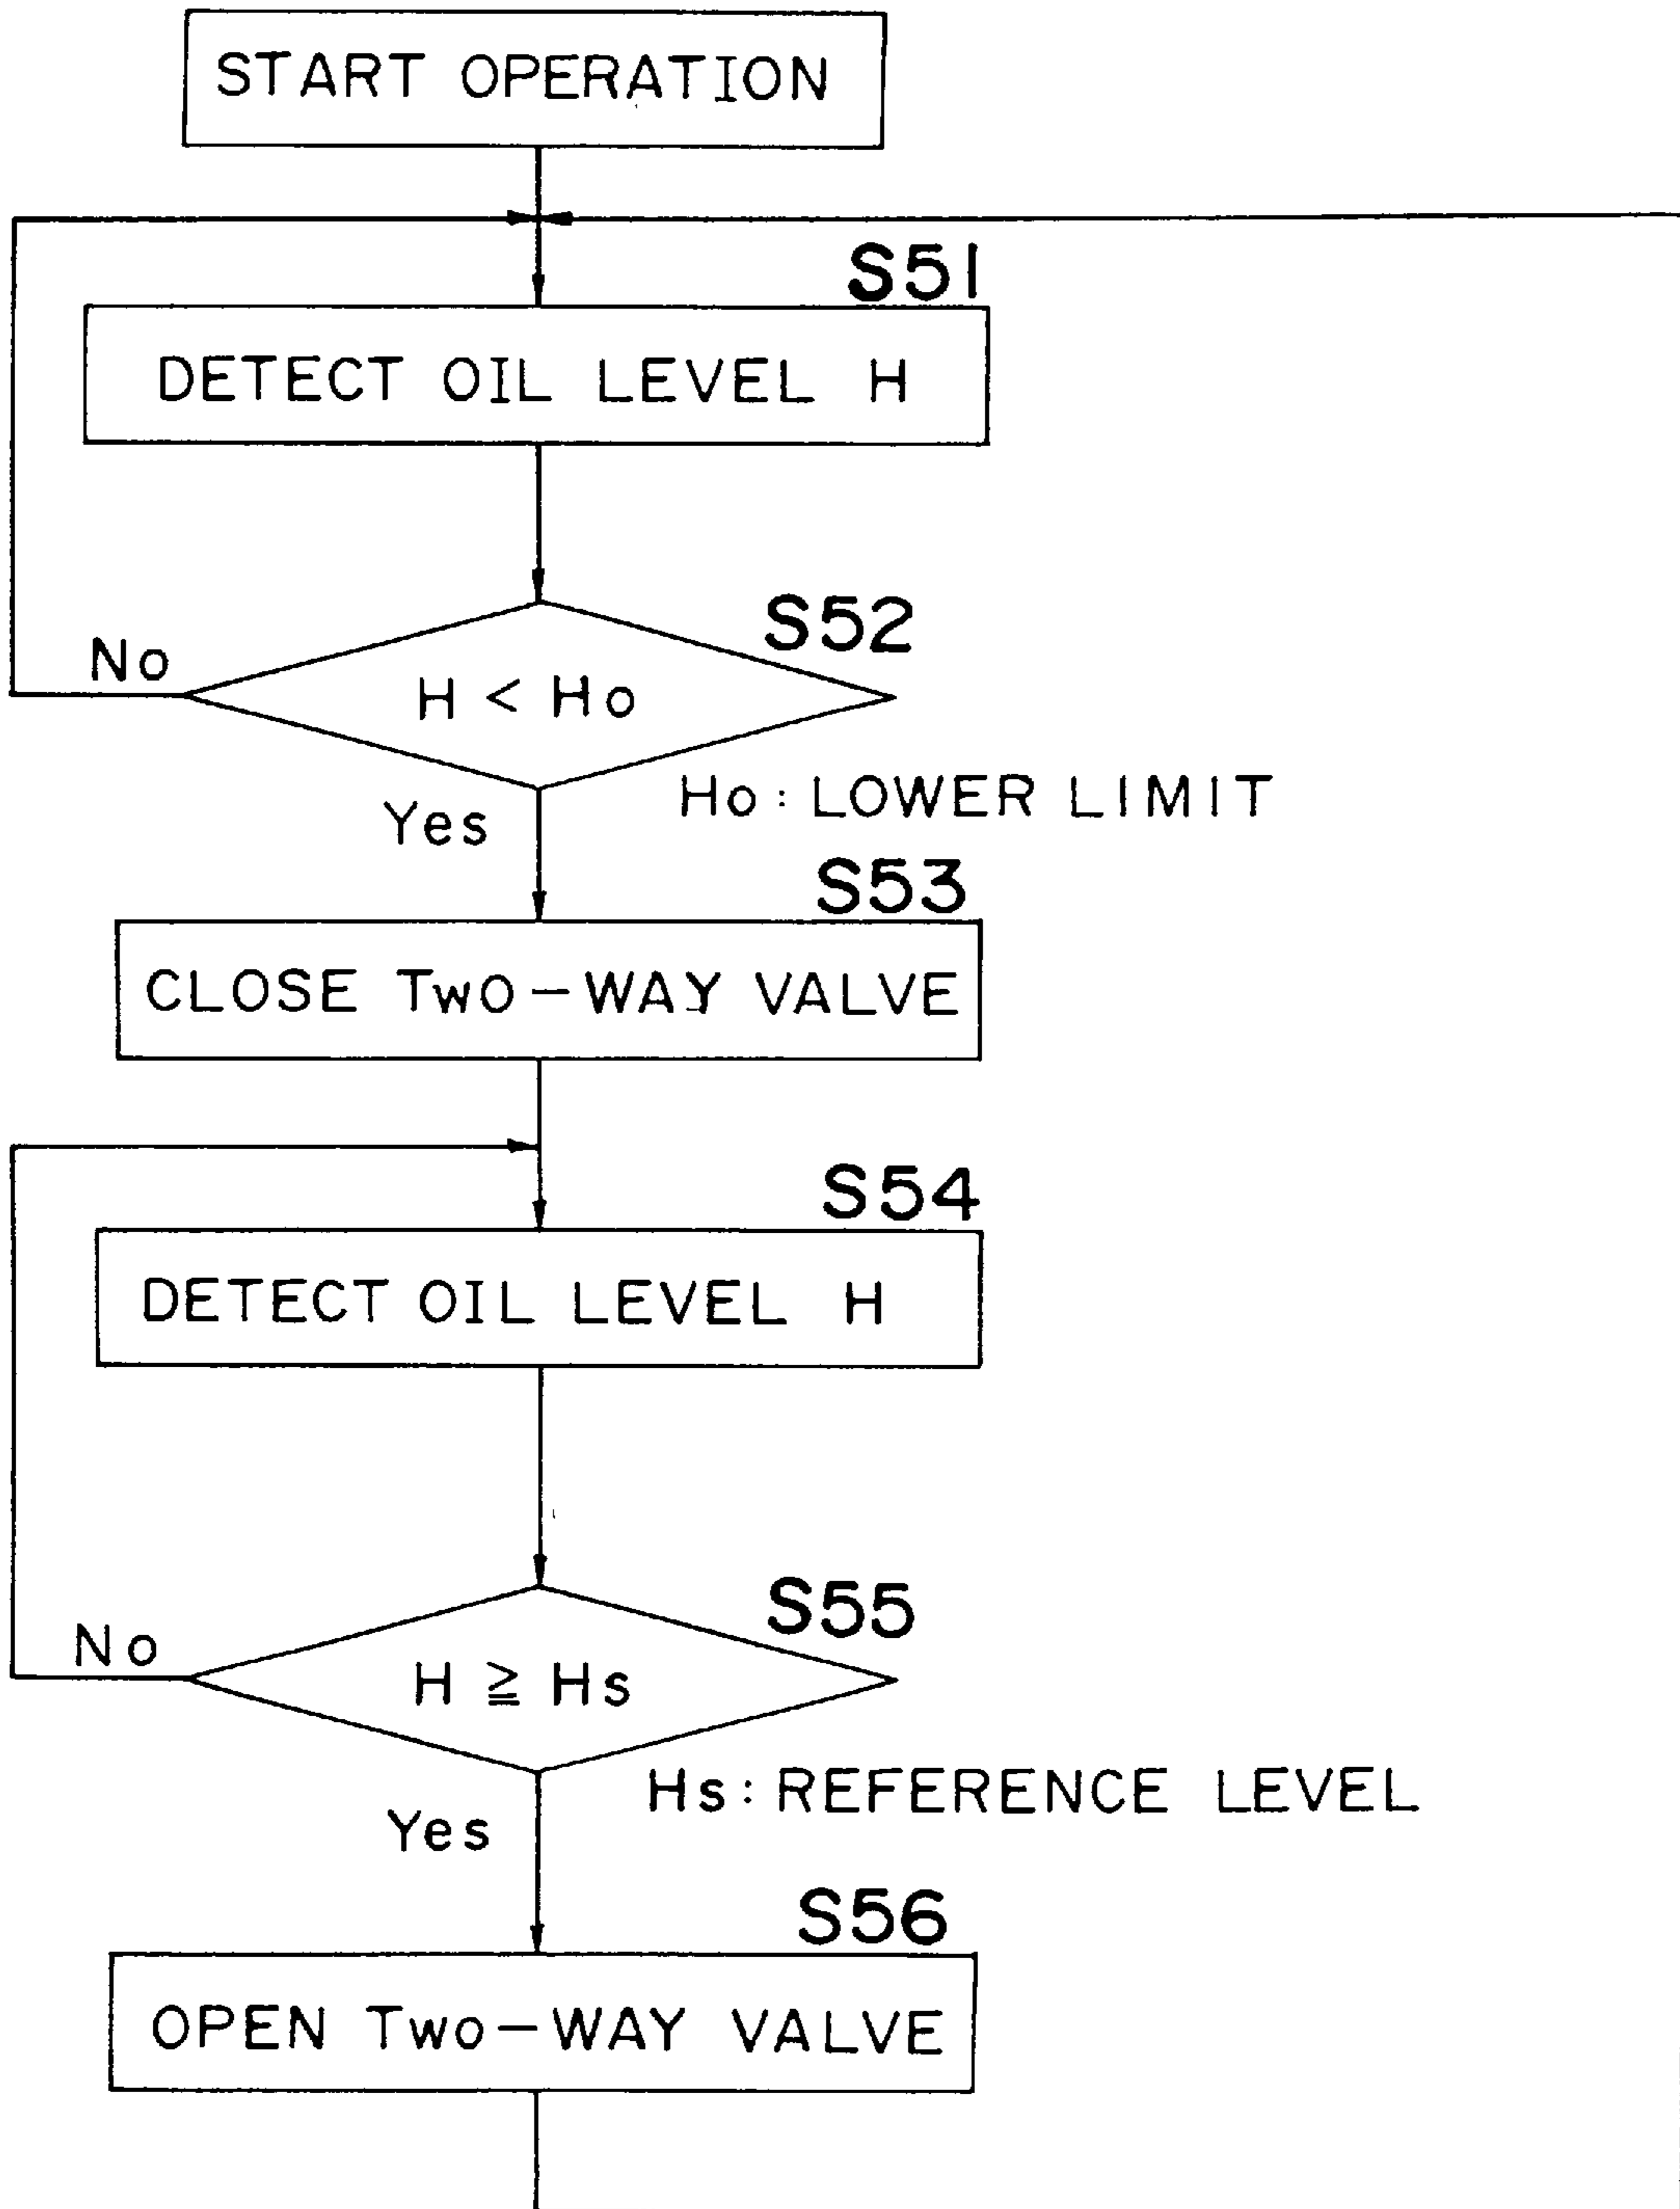 START OPERATION
S51
DETECT OIL LEVEL H
S52
No
H < Ho
Ho: LOWER LIMIT
Yes
S53
CLOSE Two-WAY VALVE
S54
DETECT OIL LEVEL H
S55
No
H ≧ Hs
Hs: REFERENCE LEVEL
Yes
S56
OPEN Two-WAY VALVE